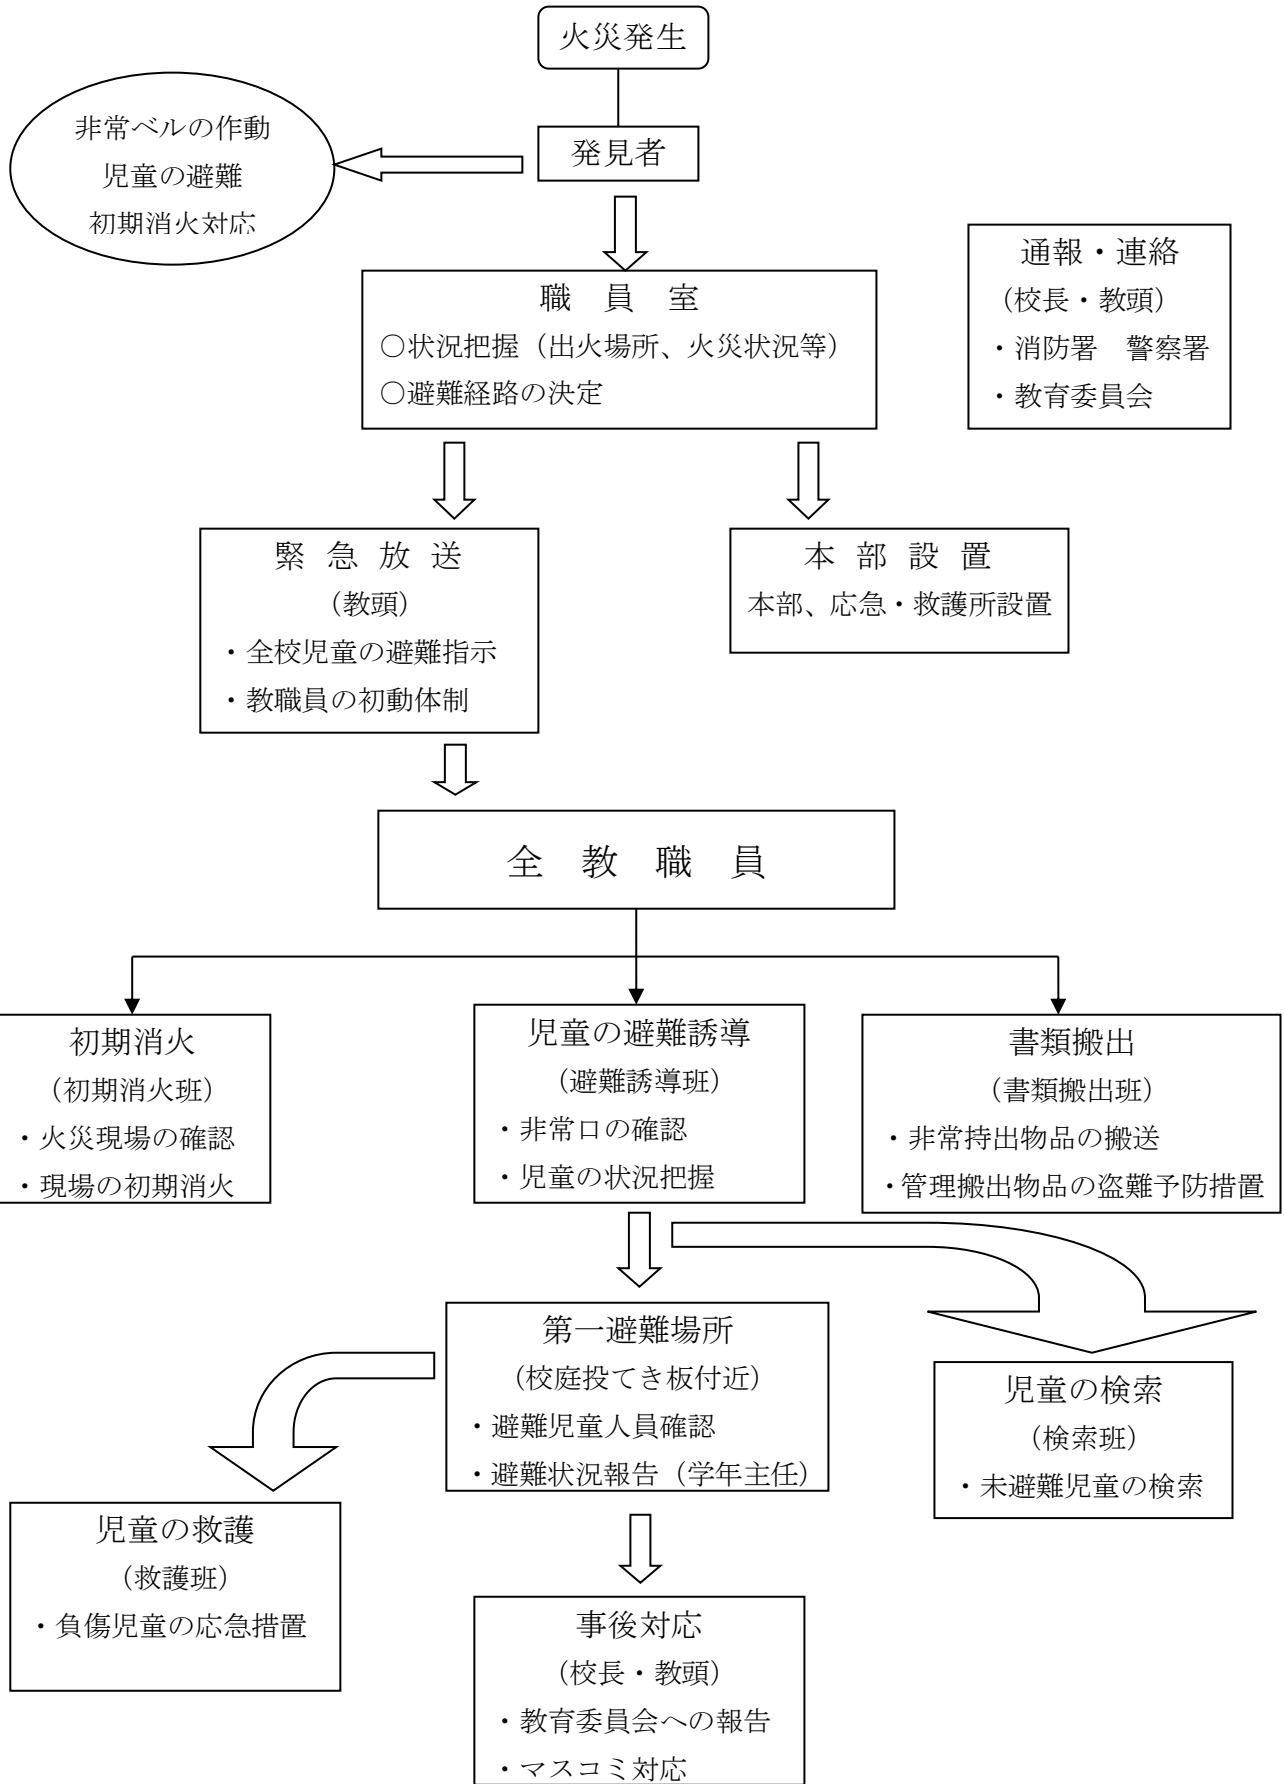 火災発生
非常ベルの作動
児童の避難
初期消火対応
発見者
通報・連絡
（校長・教頭）
・消防署　警察署
・教育委員会
職　員　室
○状況把握（出火場所、火災状況等）
○避難経路の決定
緊 急 放 送
（教頭）
・全校児童の避難指示
・教職員の初動体制
本 部 設 置
本部、応急・救護所設置
全　教　職　員
初期消火
（初期消火班）
・火災現場の確認
・現場の初期消火
児童の避難誘導
（避難誘導班）
・非常口の確認
・児童の状況把握
書類搬出
（書類搬出班）
・非常持出物品の搬送
・管理搬出物品の盗難予防措置
第一避難場所
（校庭投てき板付近）
・避難児童人員確認
・避難状況報告（学年主任）
児童の検索
（検索班）
・未避難児童の検索
児童の救護
（救護班）
・負傷児童の応急措置
事後対応
（校長・教頭）
・教育委員会への報告
・マスコミ対応